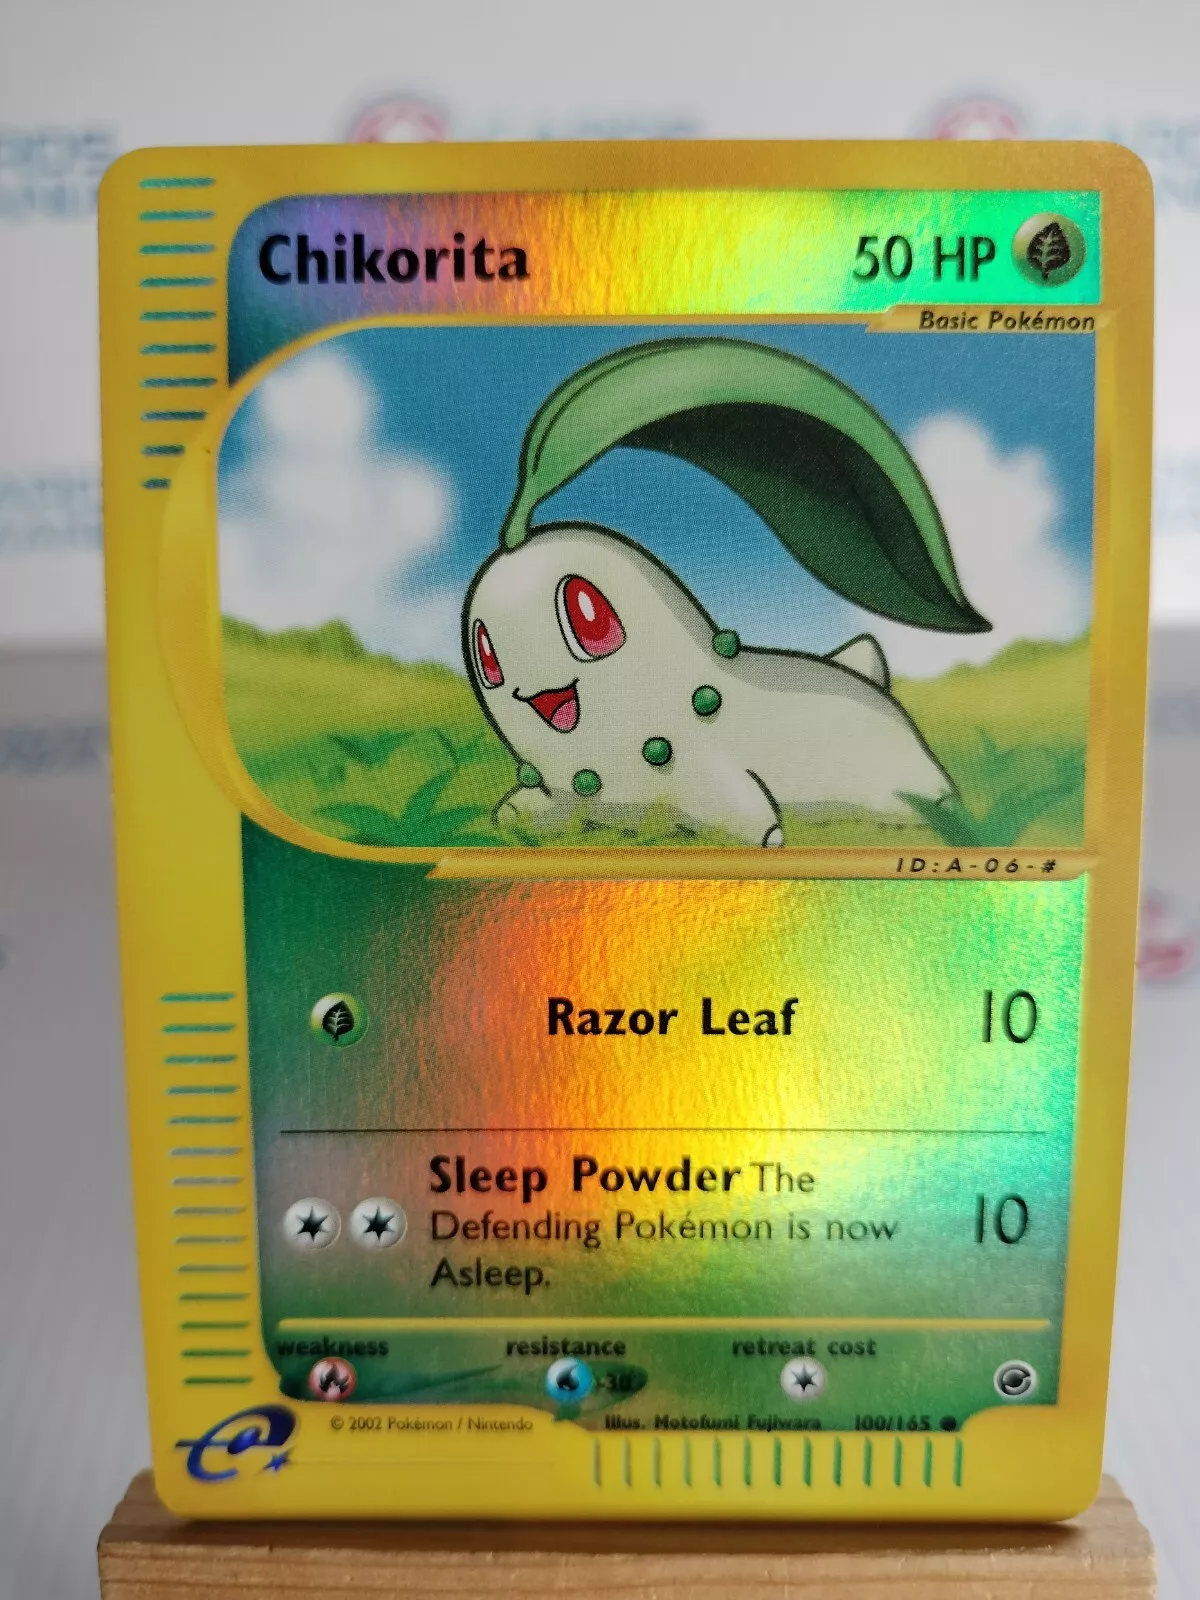 Chikorita 50 HP
Basic Pokémon
ID:A-06-#
Razor Leaf 10
Sleep Powder The
Defending Pokémon is now
Asleep.
10
weakness resistance retreat cost
-30
© 2002 Pokémon / Nintendo Illus. Motofumi Fujiwara 100/165
e